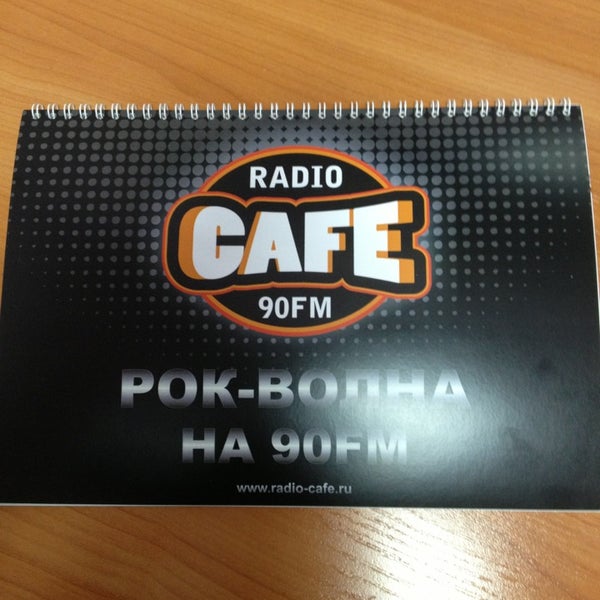 RADIO
CAFE
90FM
РОК-ВОЛНА
НА 90FM
www.radio-cafe.ru